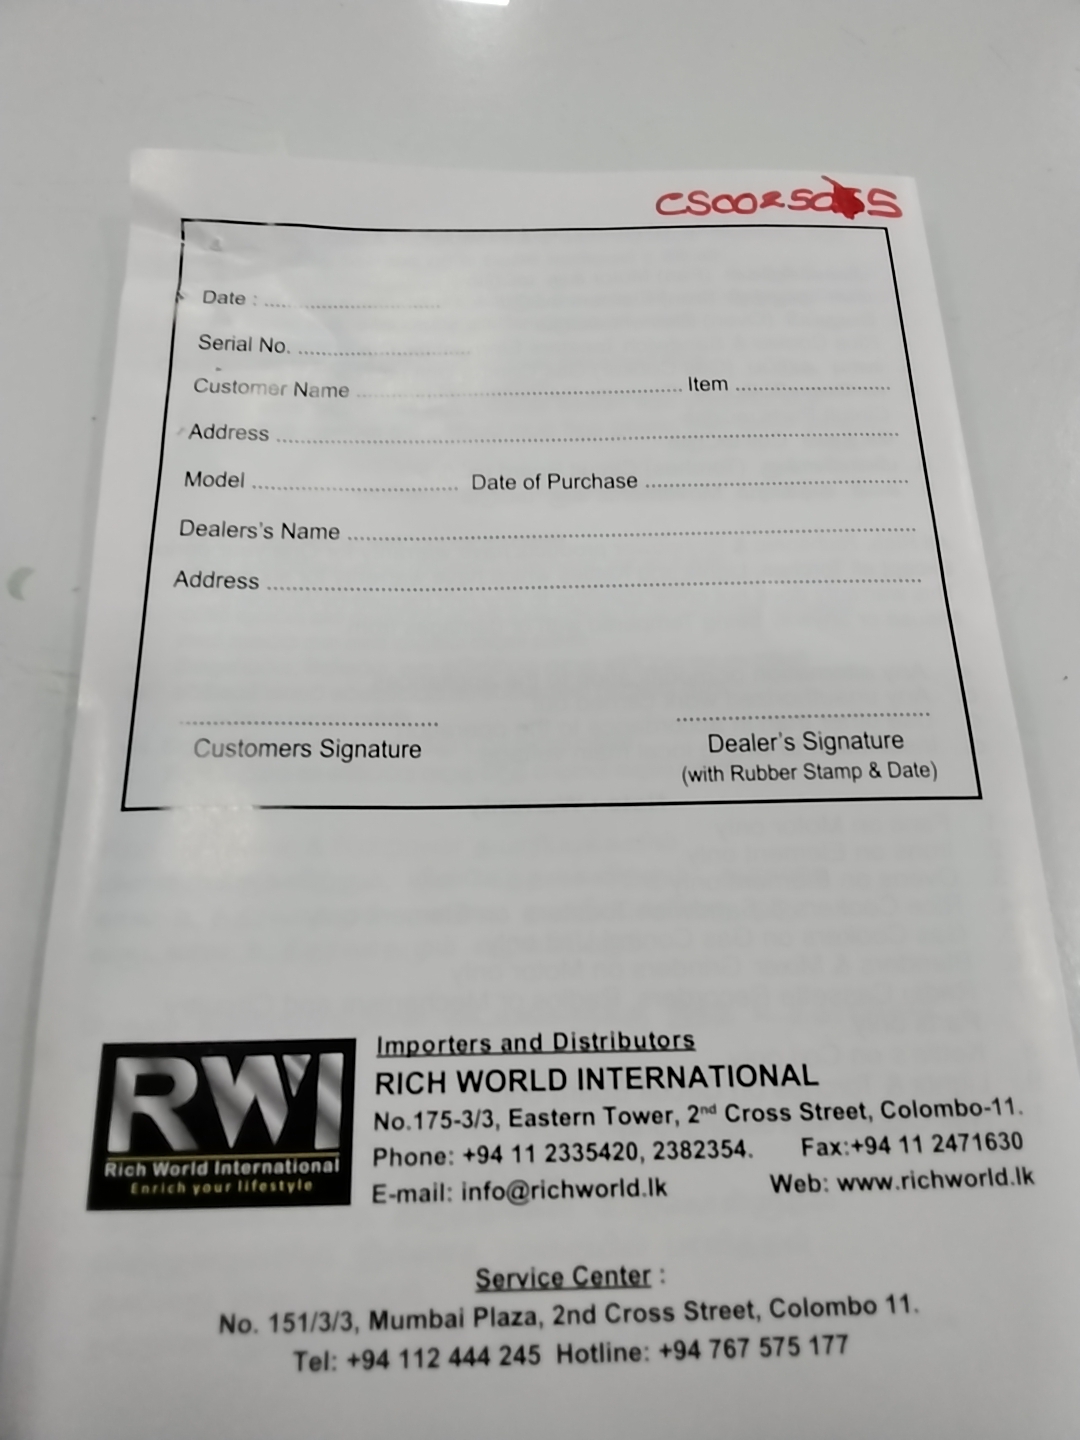 Date : ..... .........................
Serial No. ..............................
Customer Name ........................................................ Item ...........................
Address ........................................................................................................
Model ................................... Date of Purchase ............................................
Dealers's Name ..............................................................................................
Address ........................................................................................................
Customers Signature
Dealer's Signature
(with Rubber Stamp & Date)
RWI
Rich World International
Enrich your lifestyle
Importers and Distributors
RICH WORLD INTERNATIONAL
No.175-3/3, Eastern Tower, 2nd Cross Street, Colombo-11.
Phone: +94 11 2335420, 2382354. Fax:+94 11 2471630
E-mail: info@richworld.lk Web: www.richworld.lk
Service Center :
No. 151/3/3, Mumbai Plaza, 2nd Cross Street, Colombo 11.
Tel: +94 112 444 245 Hotline: +94 767 575 177